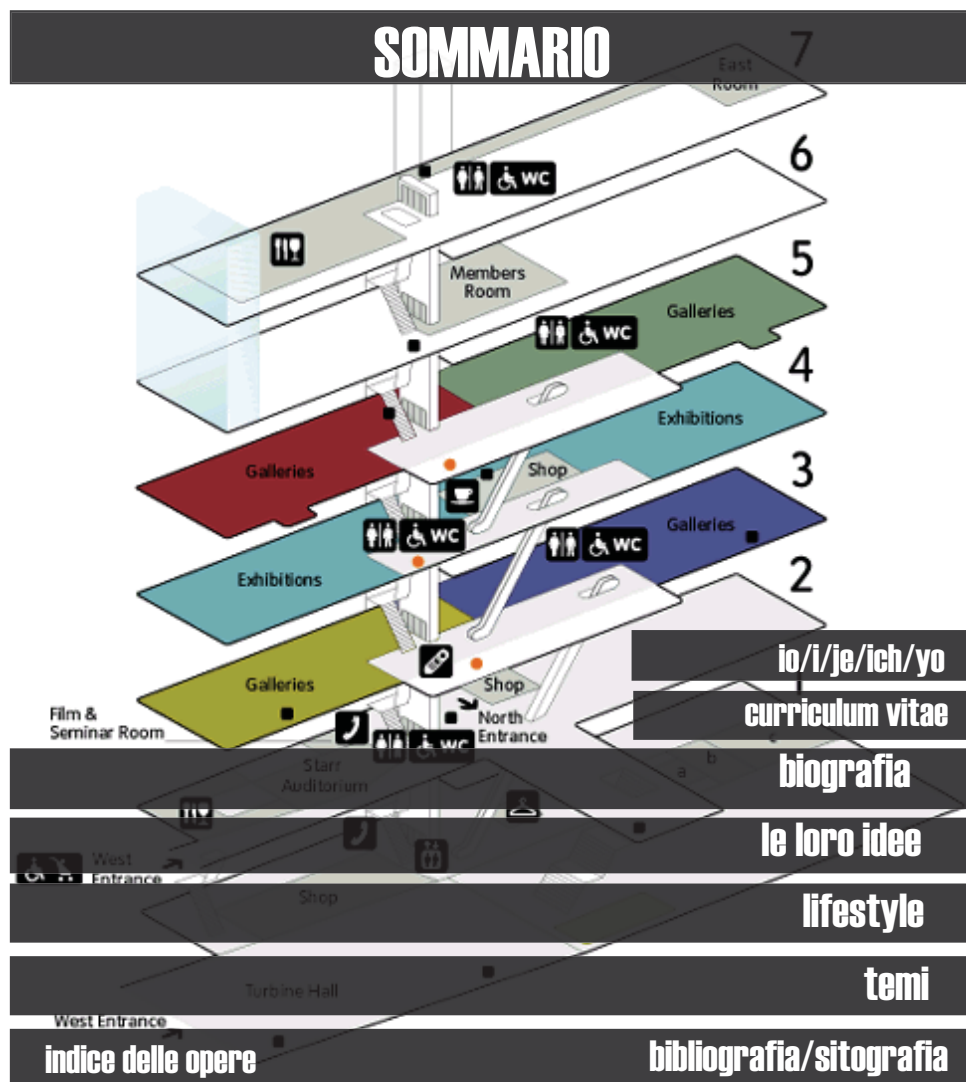 SOMMARIO
7
East
Room
WC
6
Members
Room
5
Galleries
WC
4
Exhibitions
Galleries
Shop
3
WC
Galleries
WC
Exhibitions
2
io/i/je/ich/yo
Galleries
Shop
curriculum vitae
Film &
Seminar Room
North
Entrance
WC
c
b
a
biografia
Starr
Auditorium
le loro idee
West
Entrance
Shop
lifestyle
temi
Turbine Hall
West Entrance
indice delle opere
bibliografia/sitografia